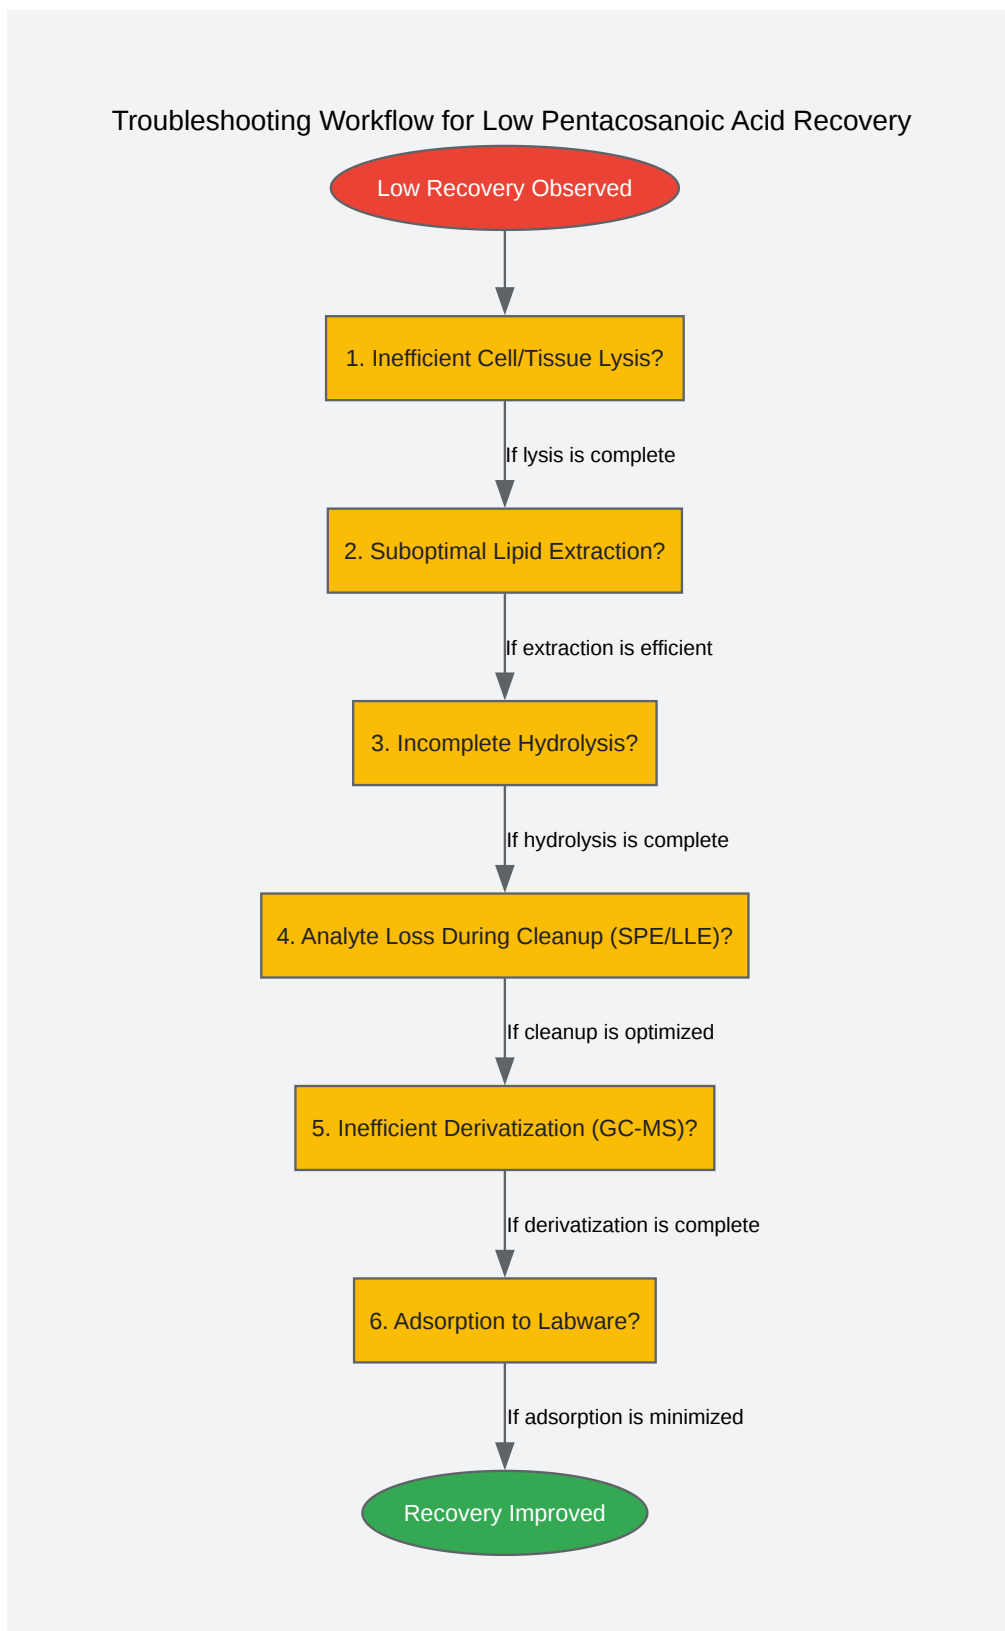 Troubleshooting Workflow for Low Pentacosanoic Acid Recovery
Low Recovery Observed
1. Inefficient Cell/Tissue Lysis?
If lysis is complete
2. Suboptimal Lipid Extraction?
If extraction is efficient
3. Incomplete Hydrolysis?
If hydrolysis is complete
4. Analyte Loss During Cleanup (SPE/LLE)?
If cleanup is optimized
5. Inefficient Derivatization (GC-MS)?
If derivatization is complete
6. Adsorption to Labware?
If adsorption is minimized
Recovery Improved